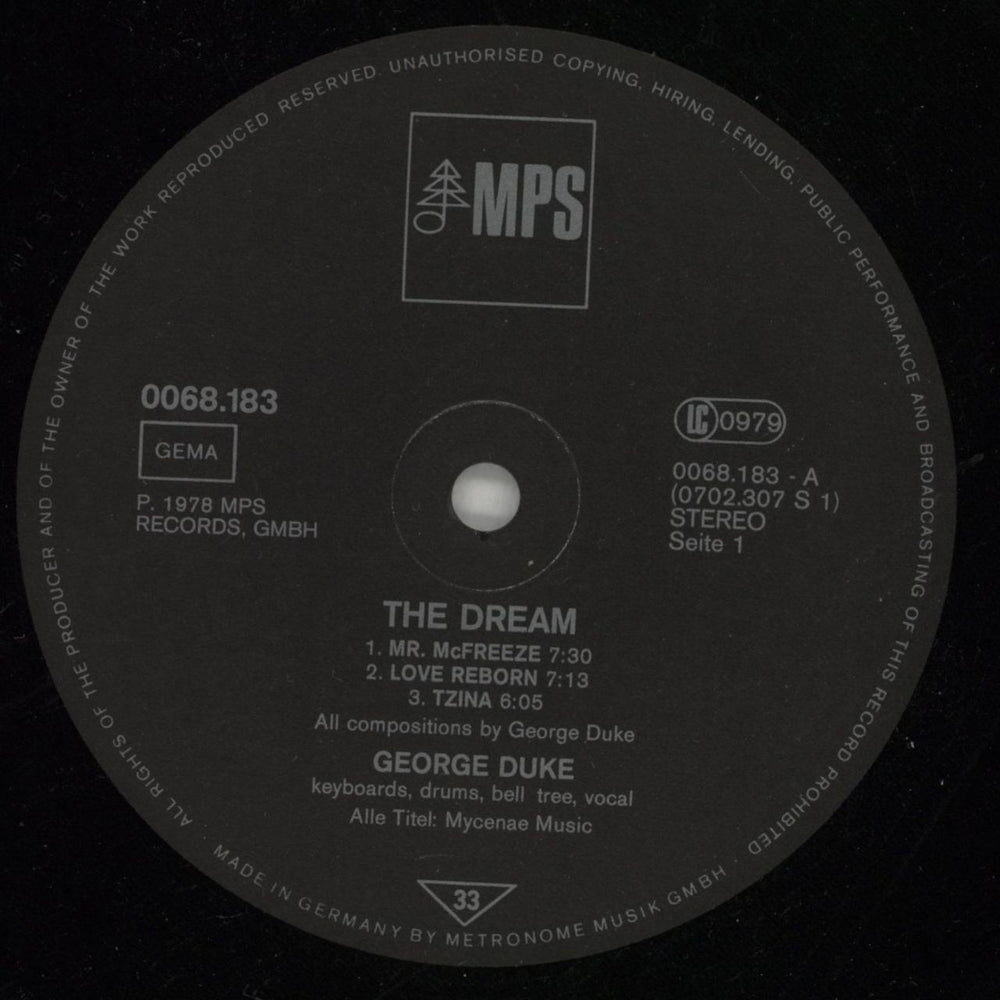 ALL RIGHTS OF THE PRODUCER AND OF THE OWNER OF THE WORK REPRODUCED RESERVED. UNAUTHORISED COPYING, HIRING, LENDING, PUBLIC PERFORMANCE AND BROADCASTING OF THIS RECORD PROHIBITED ·
MPS
0068.183
GEMA
P. 1978 MPS
RECORDS, GMBH
LC 0979
0068.183 - A
(0702.307 S 1)
STEREO
Seite 1
THE DREAM
1. MR. McFREEZE 7:30
2. LOVE REBORN 7:13
3. TZINA 6:05
All compositions by George Duke
GEORGE DUKE
keyboards, drums, bell tree, vocal
Alle Titel: Mycenae Music
33
MADE IN GERMANY BY METRONOME MUSIK GMBH